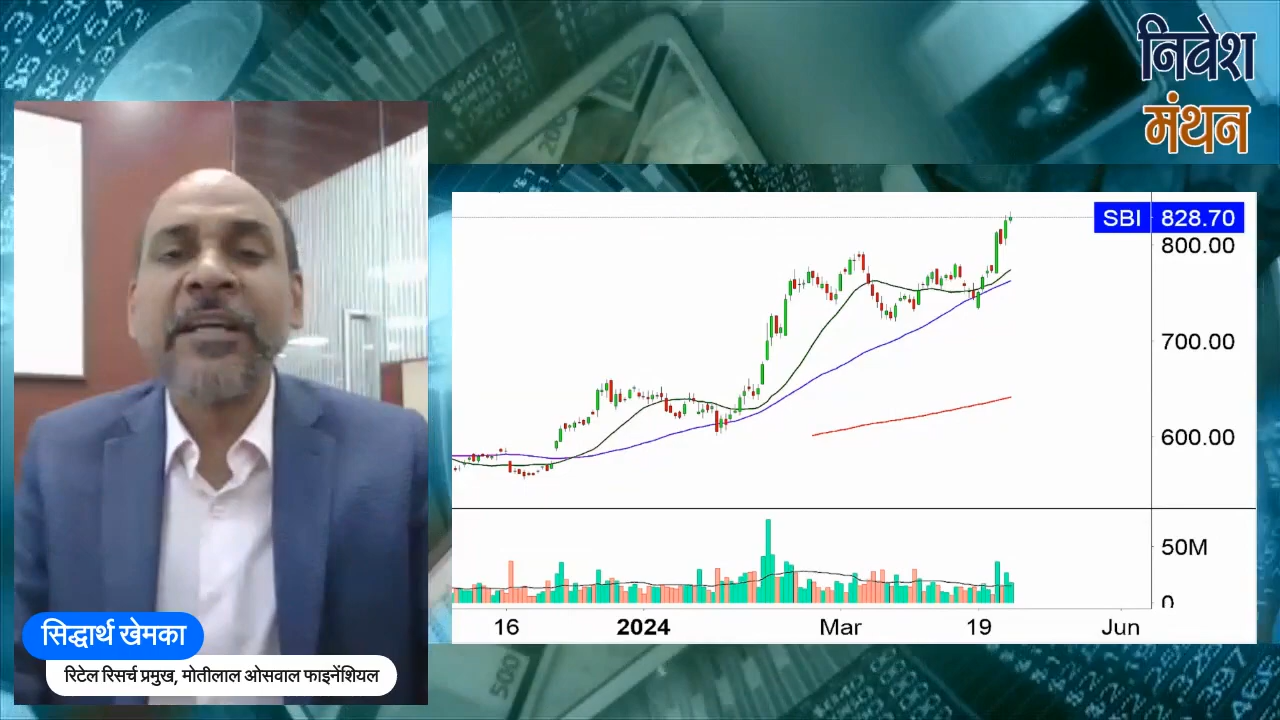 निवेश
मंथन
SBI 828.70
800.00
700.00
600.00
50M
0
16 2024 Mar 19 Jun
सिद्धार्थ खेमका
रिटेल रिसर्च प्रमुख, मोतीलाल ओसवाल फाइनेंशियल